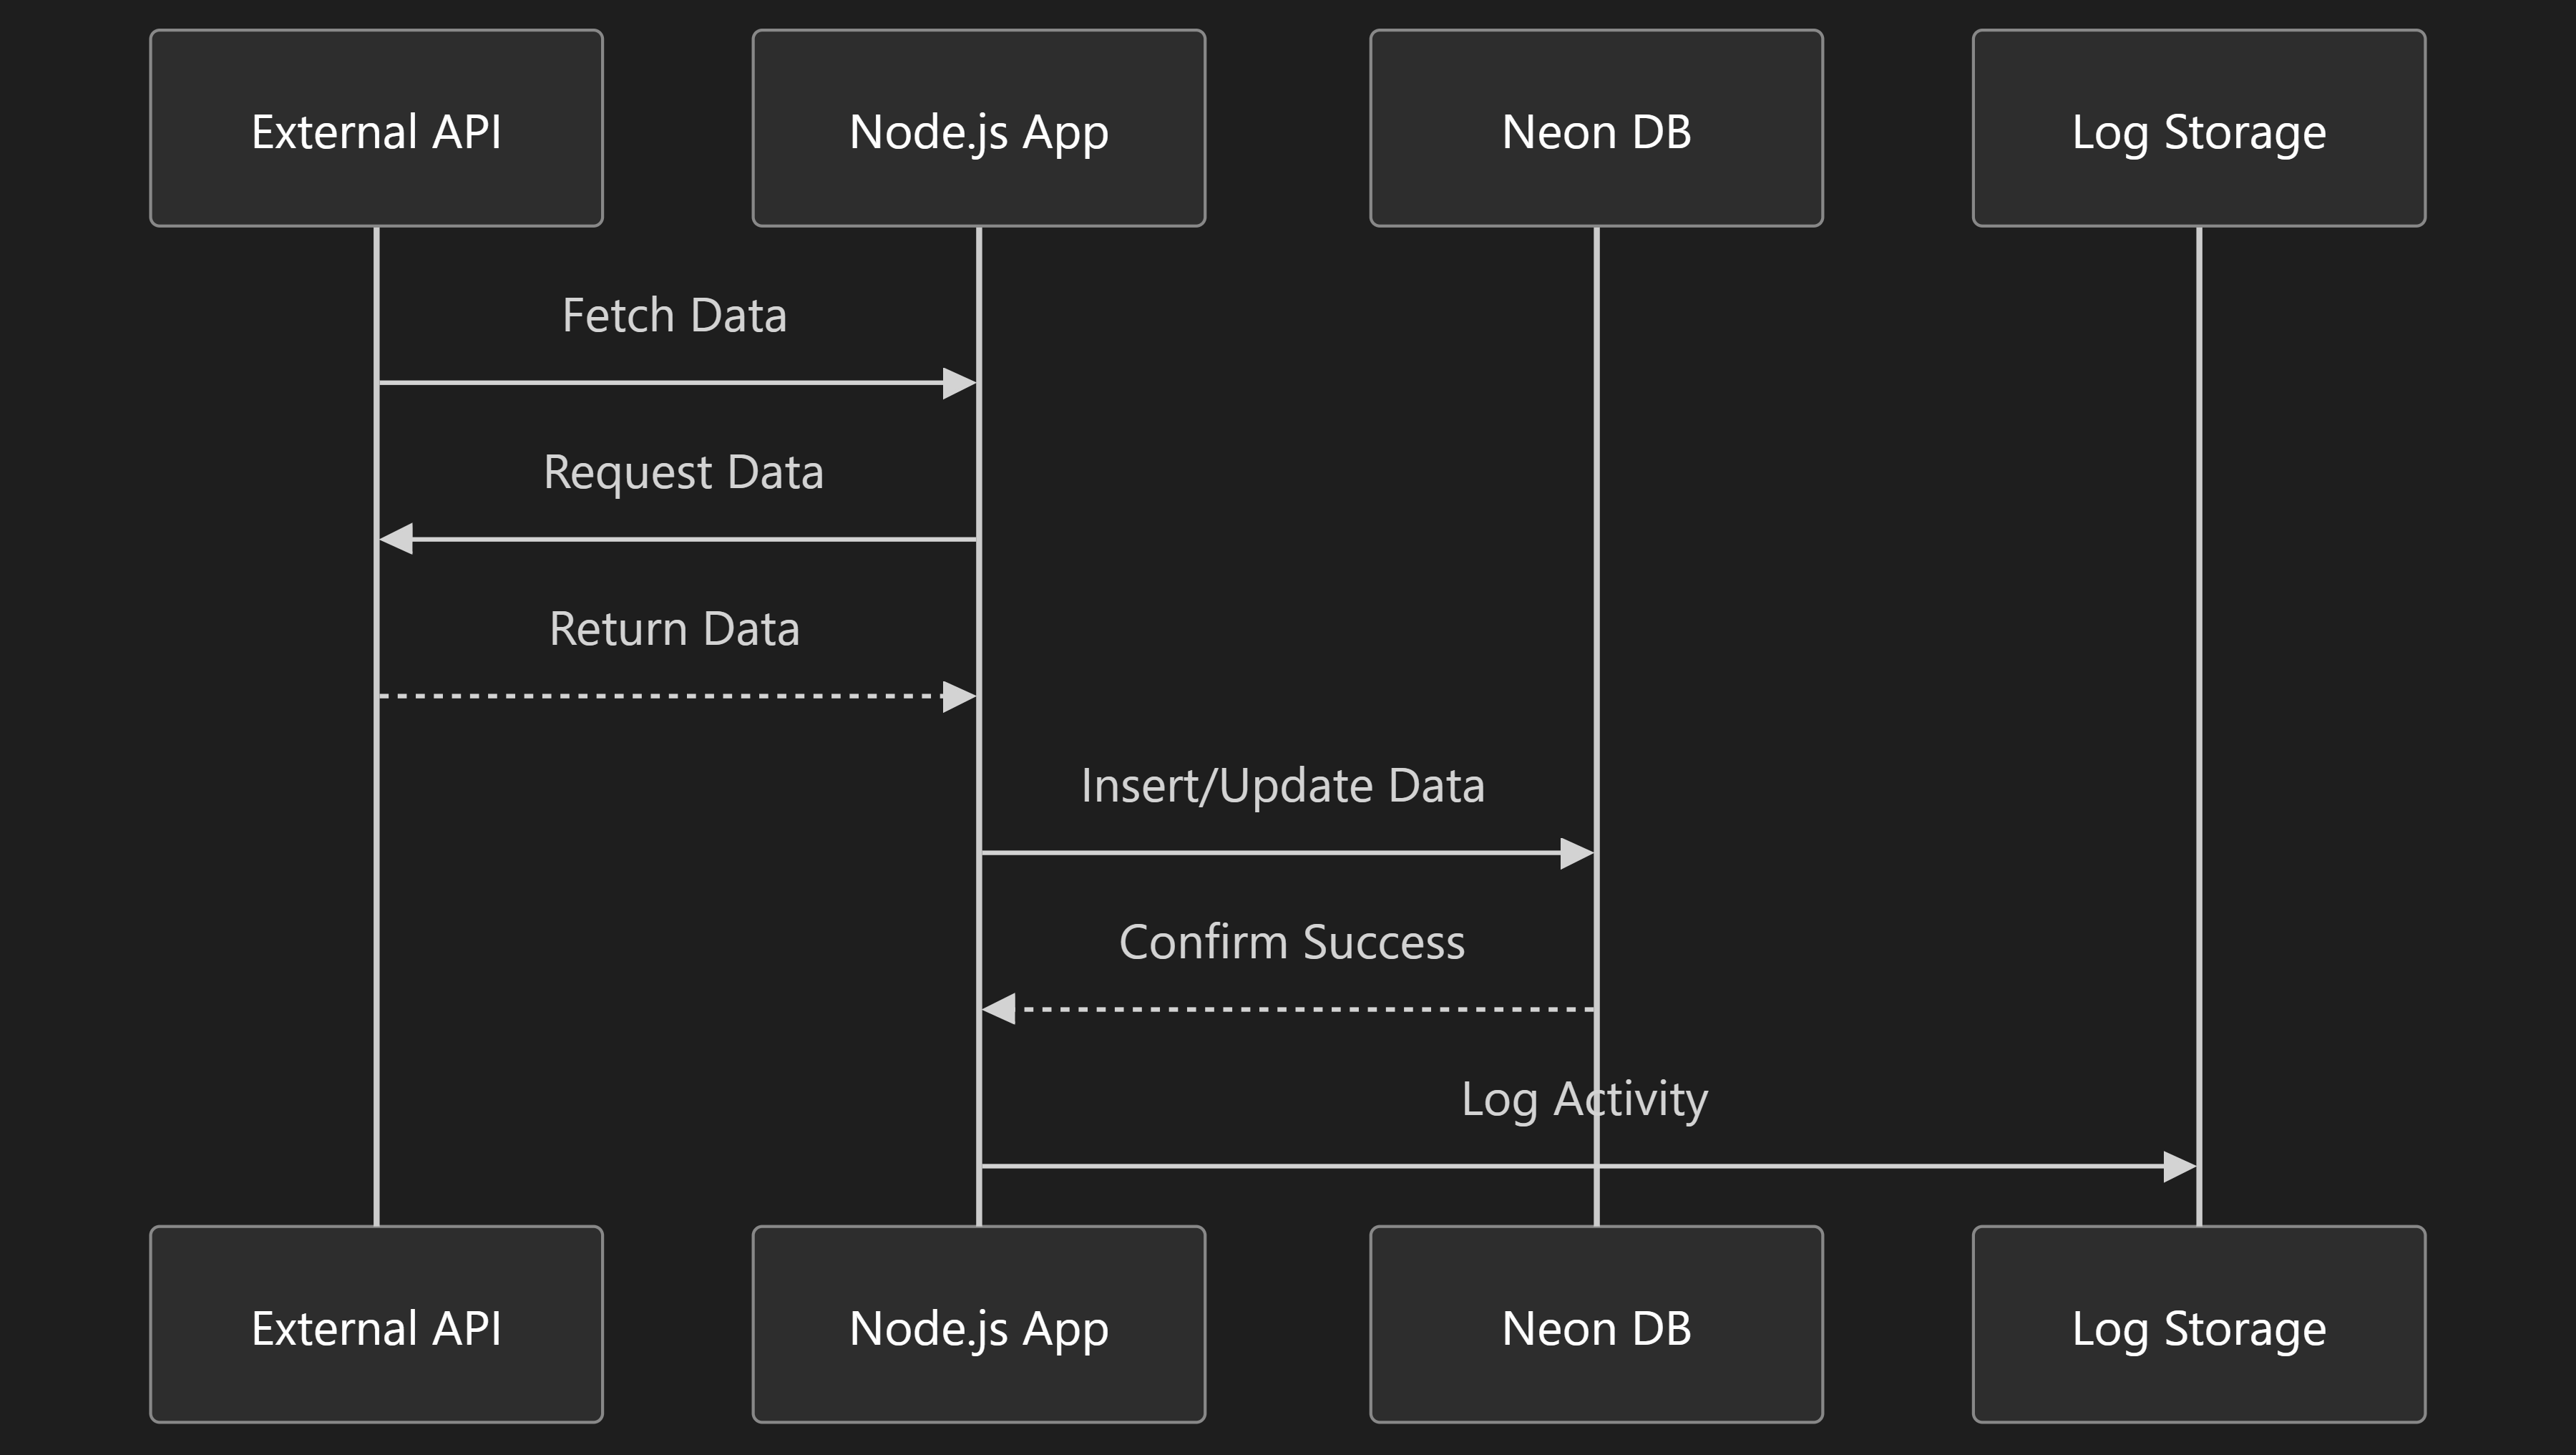 External API
Node.js App
Neon DB
Log Storage
Fetch Data
Request Data
Return Data
Insert/Update Data
Confirm Success
Log Activity
External API
Node.js App
Neon DB
Log Storage